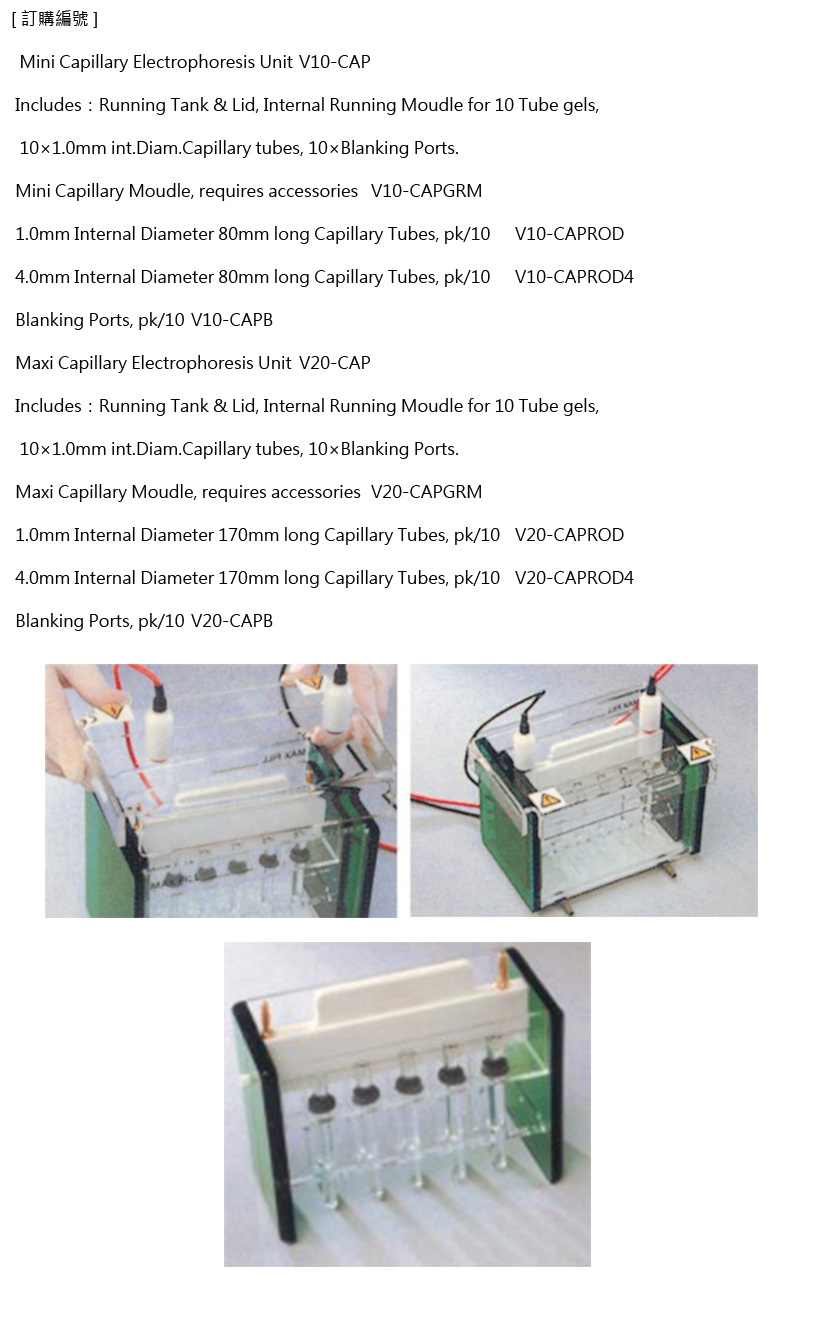 [ 訂購編號 ]
Mini Capillary Electrophoresis Unit V10-CAP
Includes：Running Tank & Lid, Internal Running Moudle for 10 Tube gels,
10×1.0mm int.Diam.Capillary tubes, 10×Blanking Ports.
Mini Capillary Moudle, requires accessories V10-CAPGRM
1.0mm Internal Diameter 80mm long Capillary Tubes, pk/10 V10-CAPROD
4.0mm Internal Diameter 80mm long Capillary Tubes, pk/10 V10-CAPROD4
Blanking Ports, pk/10 V10-CAPB
Maxi Capillary Electrophoresis Unit V20-CAP
Includes：Running Tank & Lid, Internal Running Moudle for 10 Tube gels,
10×1.0mm int.Diam.Capillary tubes, 10×Blanking Ports.
Maxi Capillary Moudle, requires accessories V20-CAPGRM
1.0mm Internal Diameter 170mm long Capillary Tubes, pk/10 V20-CAPROD
4.0mm Internal Diameter 170mm long Capillary Tubes, pk/10 V20-CAPROD4
Blanking Ports, pk/10 V20-CAPB
MAX FILL
MAX FILL